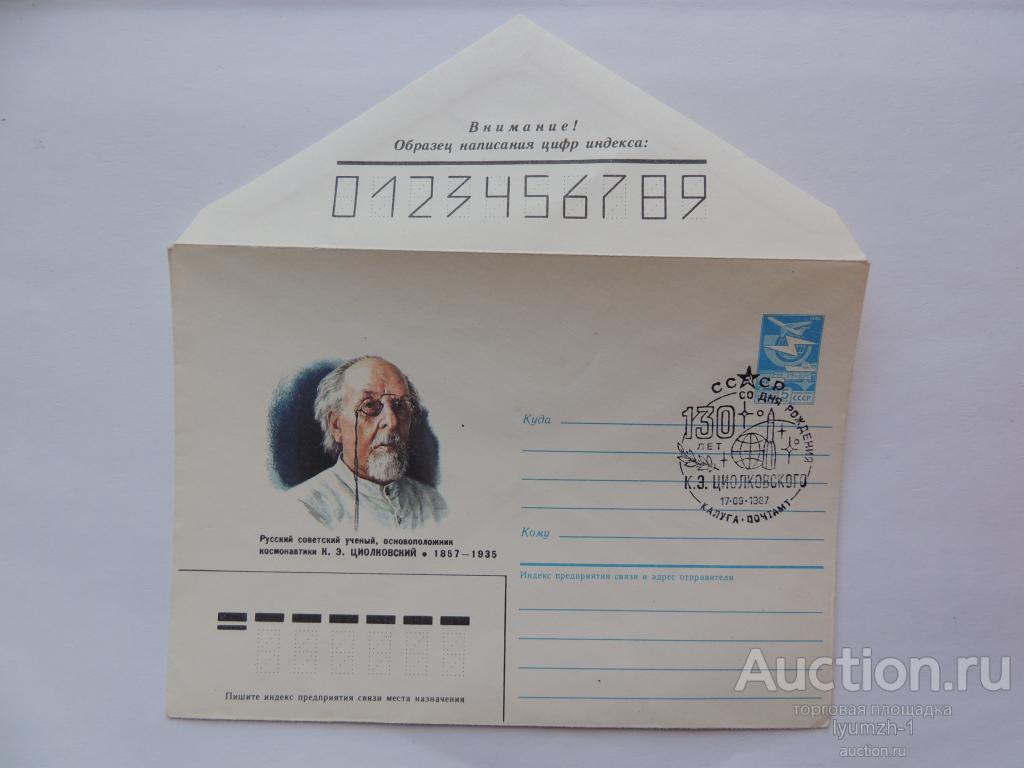 Внимание!
Образец написания цифр индекса:
0123456789
Русский советский ученый, основоположник
космонавтики К. Э. ЦИОЛКОВСКИЙ • 1857—1935
Пишите индекс предприятия связи места назначения
5 СССР
СССР
130
ЛЕТ
СО ДНЯ РОЖДЕНИЯ
К.Э. ЦИОЛКОВСКОГО
17·09·1987
КАЛУГА·ПОЧТАМТ
Куда
Кому
Индекс предприятия связи и адрес отправителя
Auction.ru
торговая площадка
lyumzh-1
auction.ru